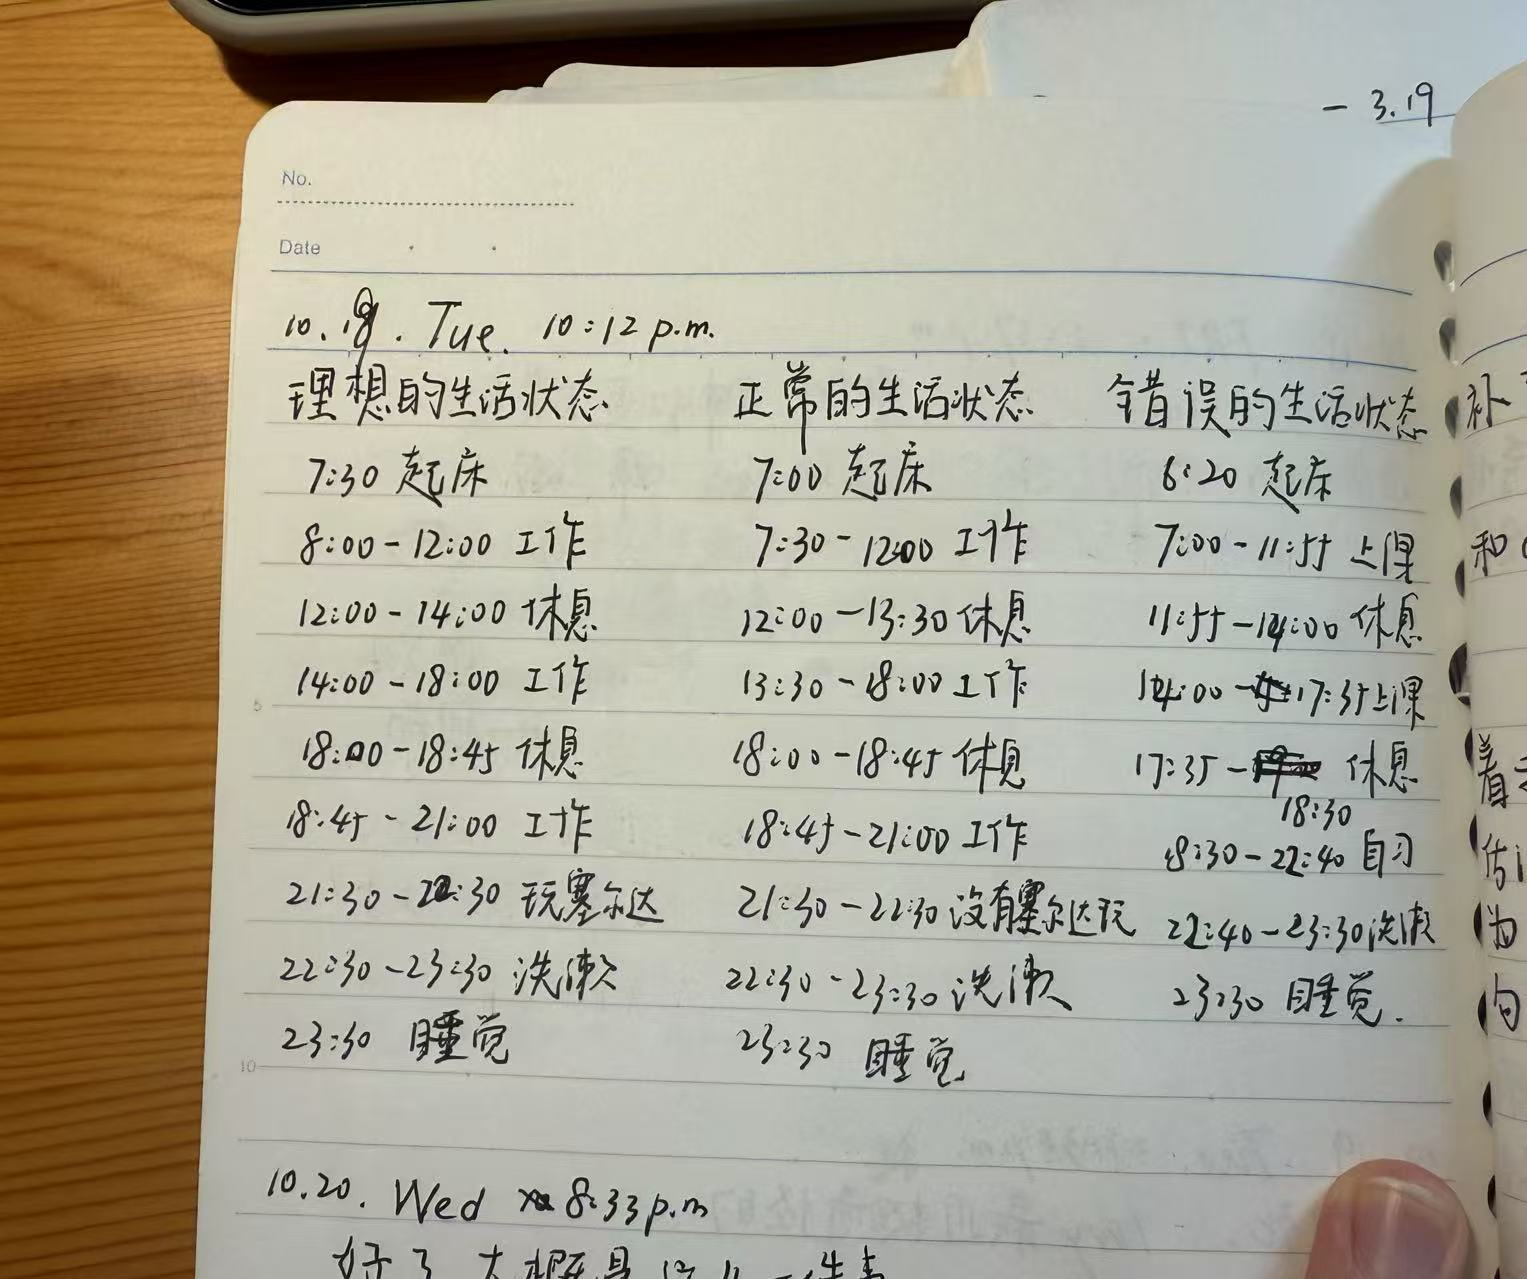 - 3.19
No.
Date
10.19. Tue. 10:12 p.m.
理想的生活状态 正常的生活状态 错误的生活状态
7:30 起床 7:00 起床 6:20 起床
8:00-12:00 工作 7:30-12:00 工作 7:00-11:55 上课
12:00-14:00 休息 12:00-13:30 休息 11:55-14:00 休息
14:00-18:00 工作 13:30-18:00 工作 14:00-17:35 上课
18:00-18:45 休息 18:00-18:45 休息 17:35-18:30 休息
18:45-21:00 工作 18:45-21:00 工作 18:30-22:40 自习
21:30-22:30 玩塞尔达 21:30-22:30 没有塞尔达玩 22:40-23:30 洗漱
22:30-23:30 洗漱 22:30-23:30 洗漱 23:30 睡觉.
23:30 睡觉 23:30 睡觉
5
10
10.20. Wed 8:33 p.m
好了 大概是
补
和
着
为